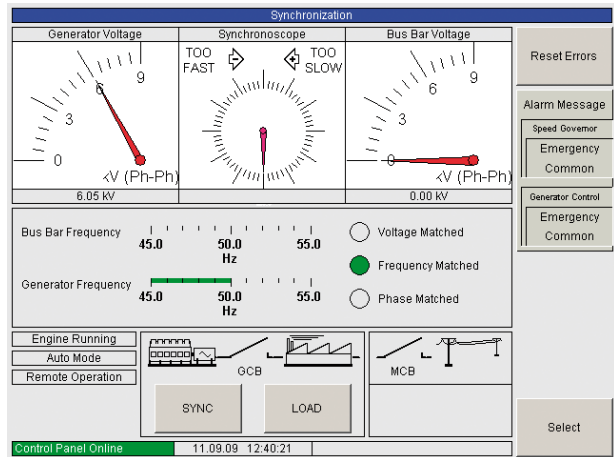 Synchronization
Generator Voltage
Synchronoscope
Bus Bar Voltage
Reset Errors
TOO FAST
TOO SLOW
0
3
6
9
kV (Ph-Ph)
0
3
6
9
kV (Ph-Ph)
6.05 kV
0.00 kV
Alarm Message
Speed Governor
Emergency
Common
Generator Control
Emergency
Common
Bus Bar Frequency
45.0
50.0
55.0
Hz
Generator Frequency
45.0
50.0
55.0
Hz
Voltage Matched
Frequency Matched
Phase Matched
Engine Running
Auto Mode
Remote Operation
GCB
MCB
SYNC
LOAD
Select
Control Panel Online
11.09.09 12:40:21